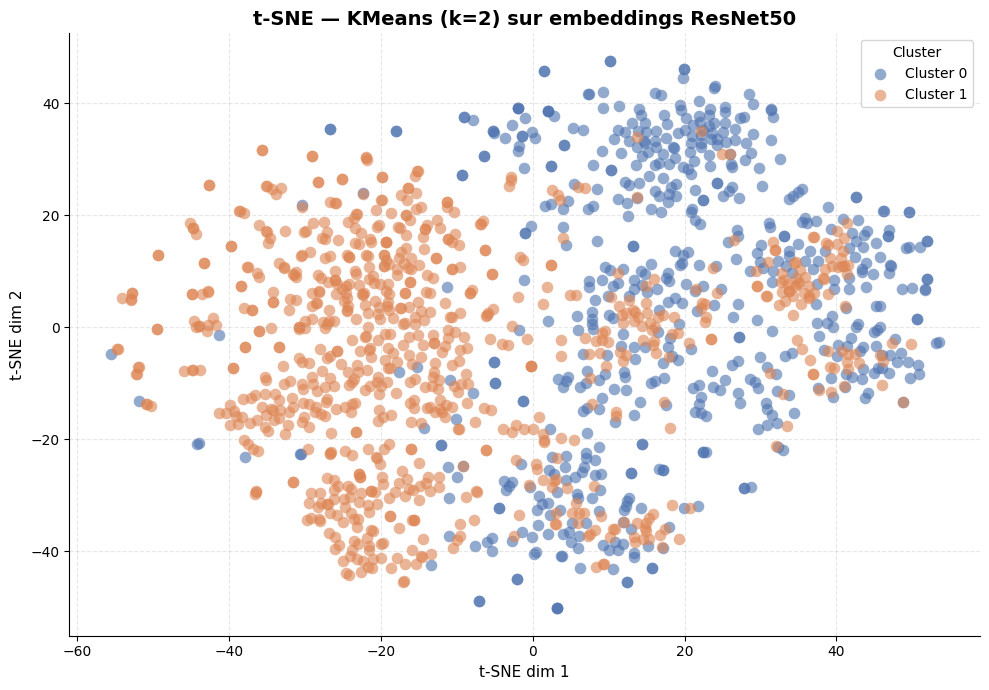 t-SNE — KMeans (k=2) sur embeddings ResNet50
Cluster
Cluster 0
Cluster 1
t-SNE dim 2
40
20
0
−20
−40
−60
−40
−20
0
20
40
t-SNE dim 1